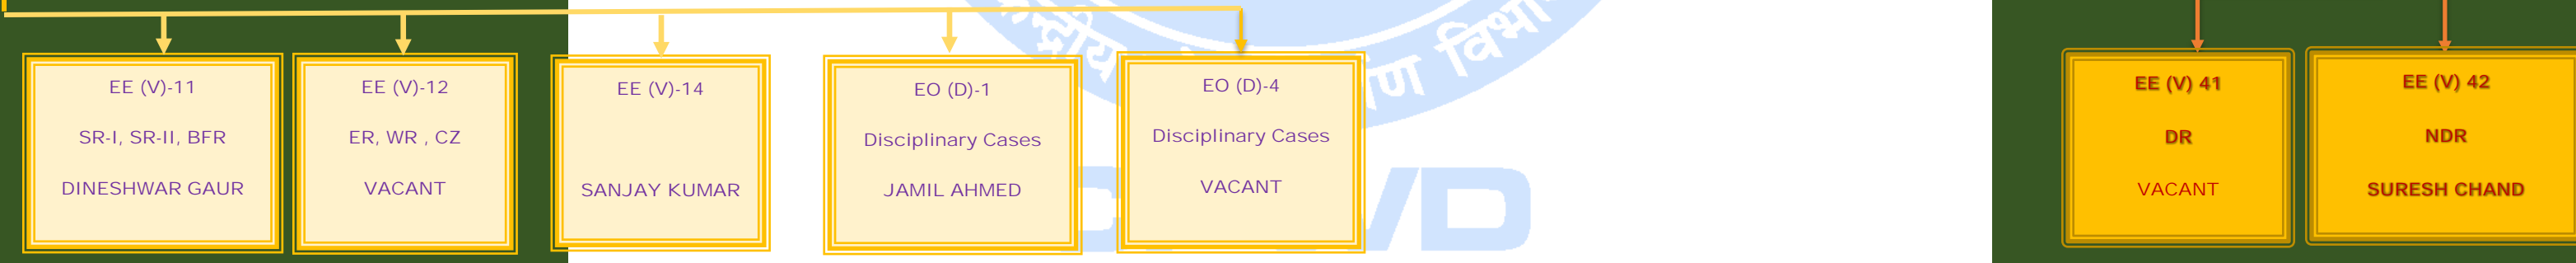 EE (V)-11
SR-I, SR-II, BFR
DINESHWAR GAUR
EE (V)-12
ER, WR , CZ
VACANT
EE (V)-14
SANJAY KUMAR
EO (D)-1
Disciplinary Cases
JAMIL AHMED
EO (D)-4
Disciplinary Cases
VACANT
EE (V) 41
DR
VACANT
EE (V) 42
NDR
SURESH CHAND